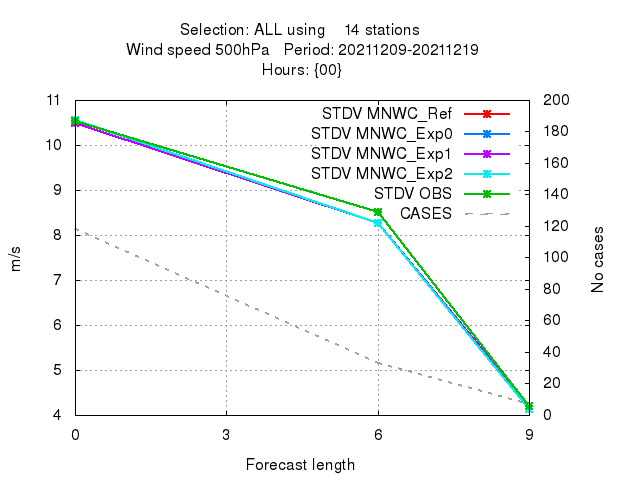 Selection: ALL using    14 stations
Wind speed 500hPa   Period: 20211209-20211219
Hours: {00}
STDV MNWC_Ref
STDV MNWC_Exp0
STDV MNWC_Exp1
STDV MNWC_Exp2
STDV OBS
CASES
11
10
9
8
7
6
5
4
m/s
200
180
160
140
120
100
80
60
40
20
0
No cases
0 3 6 9
Forecast length